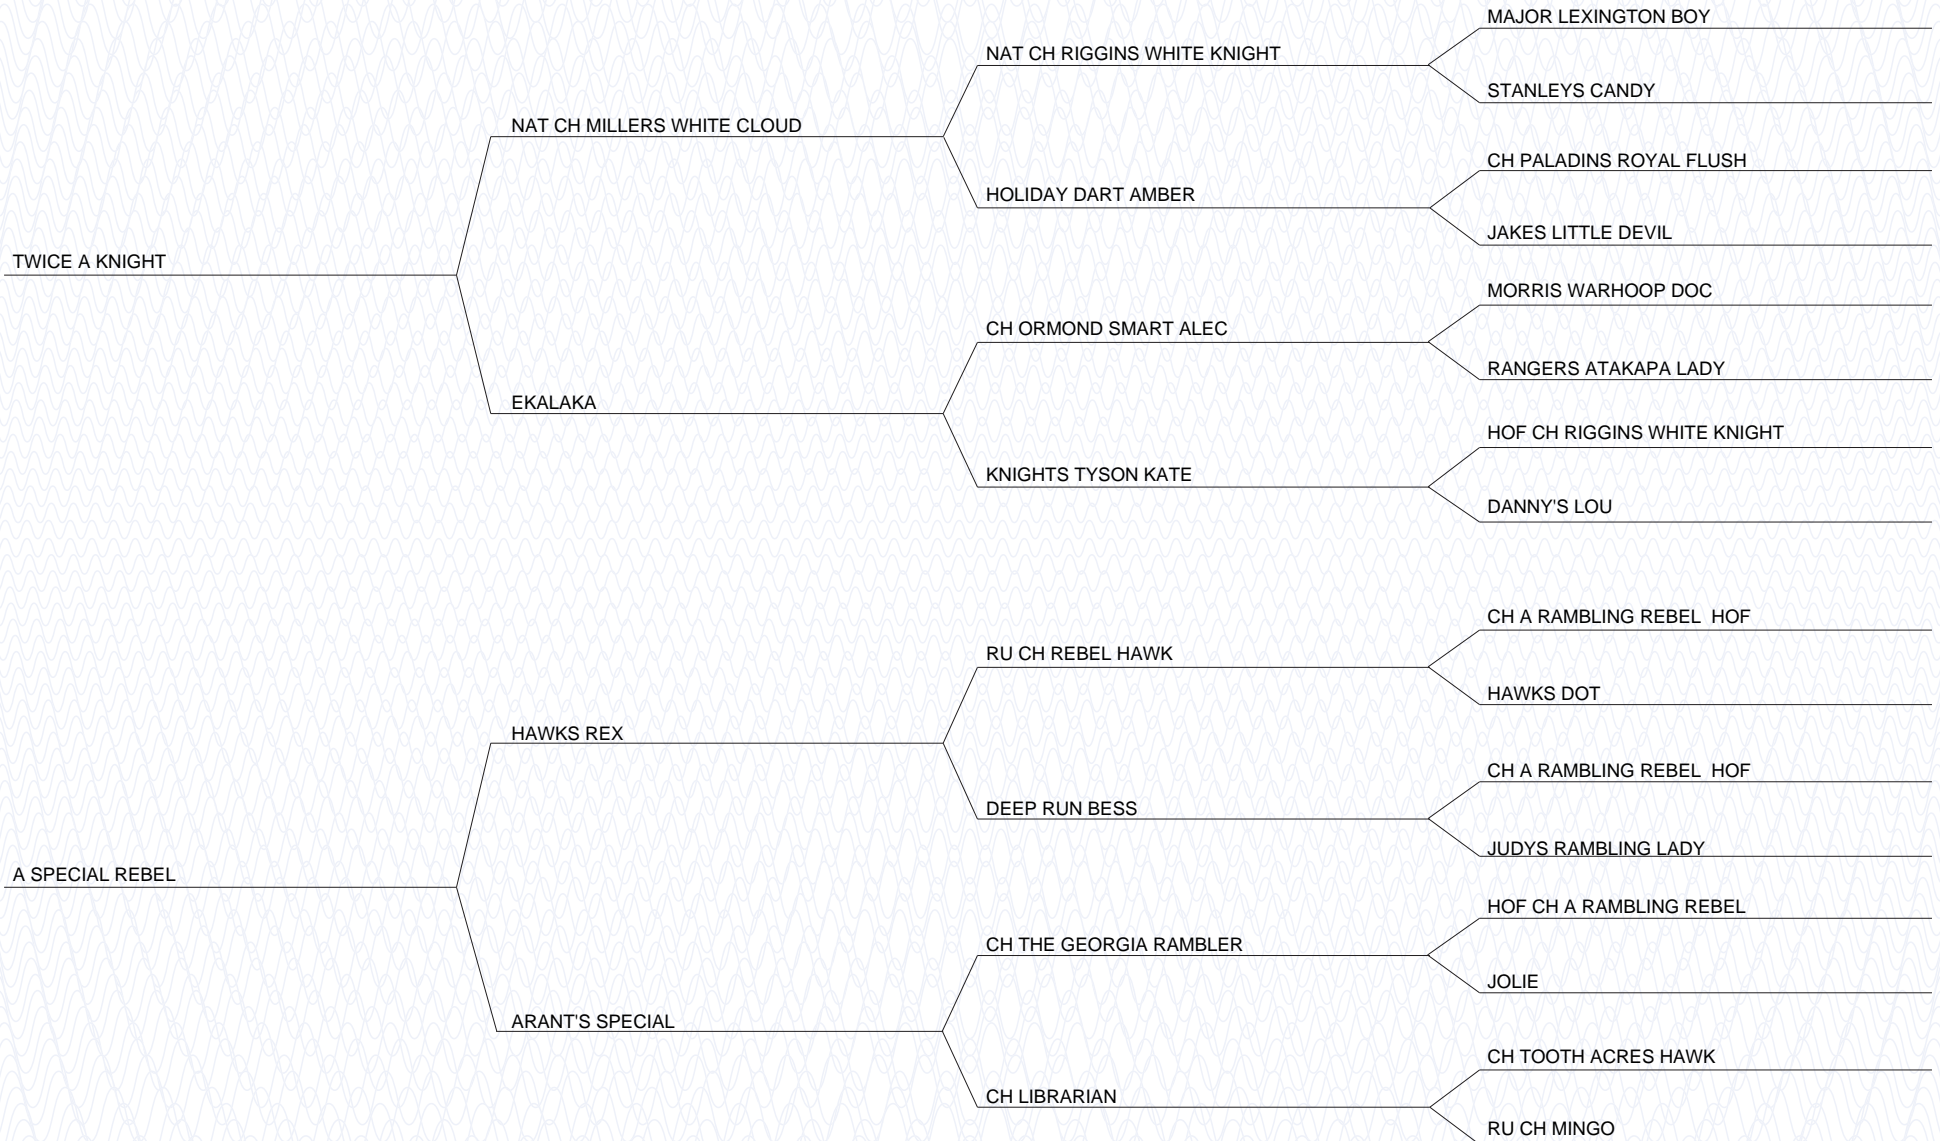 TWICE A KNIGHT
NAT CH MILLERS WHITE CLOUD
NAT CH RIGGINS WHITE KNIGHT
MAJOR LEXINGTON BOY
STANLEYS CANDY
HOLIDAY DART AMBER
CH PALADINS ROYAL FLUSH
JAKES LITTLE DEVIL
EKALAKA
CH ORMOND SMART ALEC
MORRIS WARHOOP DOC
RANGERS ATAKAPA LADY
KNIGHTS TYSON KATE
HOF CH RIGGINS WHITE KNIGHT
DANNY'S LOU
A SPECIAL REBEL
HAWKS REX
RU CH REBEL HAWK
CH A RAMBLING REBEL  HOF
HAWKS DOT
DEEP RUN BESS
CH A RAMBLING REBEL  HOF
JUDYS RAMBLING LADY
ARANT'S SPECIAL
CH THE GEORGIA RAMBLER
HOF CH A RAMBLING REBEL
JOLIE
CH LIBRARIAN
CH TOOTH ACRES HAWK
RU CH MINGO